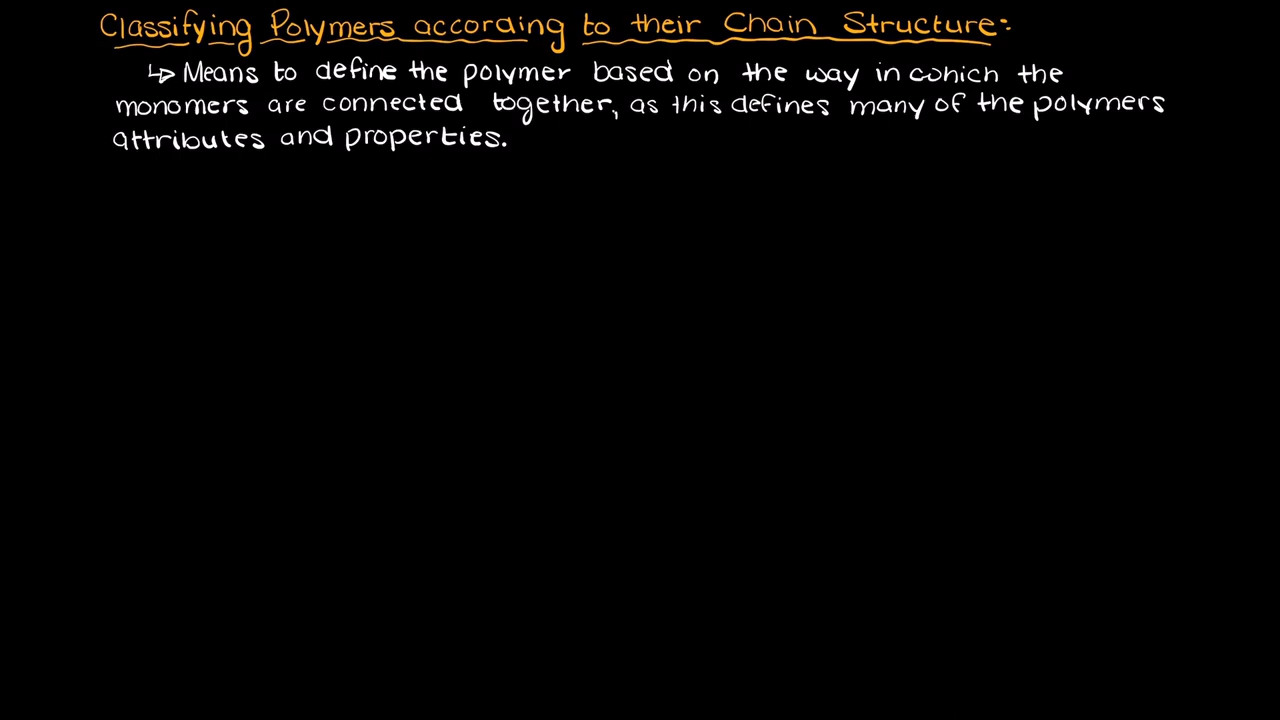 Classifying Polymers according to their Chain Structure:
↳ Means to define the polymer based on the way in which the
monomers are connected together, as this defines many of the polymers
attributes and properties.